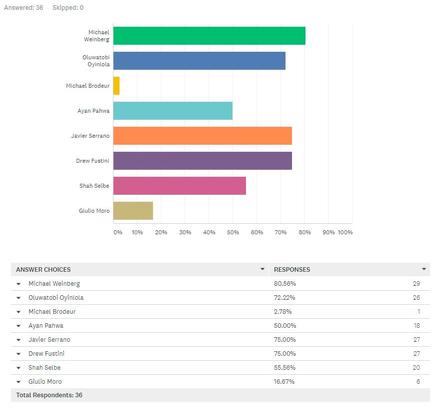 Answered: 36 Skipped: 0
Michael
Weinberg
Oluwatobi
Oyinlola
Michael Brodeur
Ayan Pahwa
Javier Serrano
Drew Fustini
Shah Selbe
Giulio Moro
0% 10% 20% 30% 40% 50% 60% 70% 80% 90% 100%
ANSWER CHOICES RESPONSES
Michael Weinberg 80.56% 29
Oluwatobi Oyinlola 72.22% 26
Michael Brodeur 2.78% 1
Ayan Pahwa 50.00% 18
Javier Serrano 75.00% 27
Drew Fustini 75.00% 27
Shah Selbe 55.56% 20
Giulio Moro 16.67% 6
Total Respondents: 36